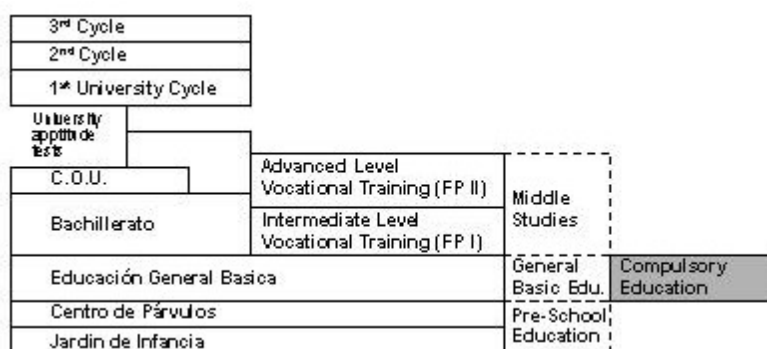 3rd Cycle
2nd Cycle
1st University Cycle
University
apptitude
tests
C.O.U.
Advanced Level
Vocational Training (FP II)
Middle
Studies
Bachillerato
Intermediate Level
Vocational Training (FP I)
Educación General Basica
General
Basic Edu.
Compulsory
Education
Centro de Párvulos
Pre-School
Education
Jardin de Infancia